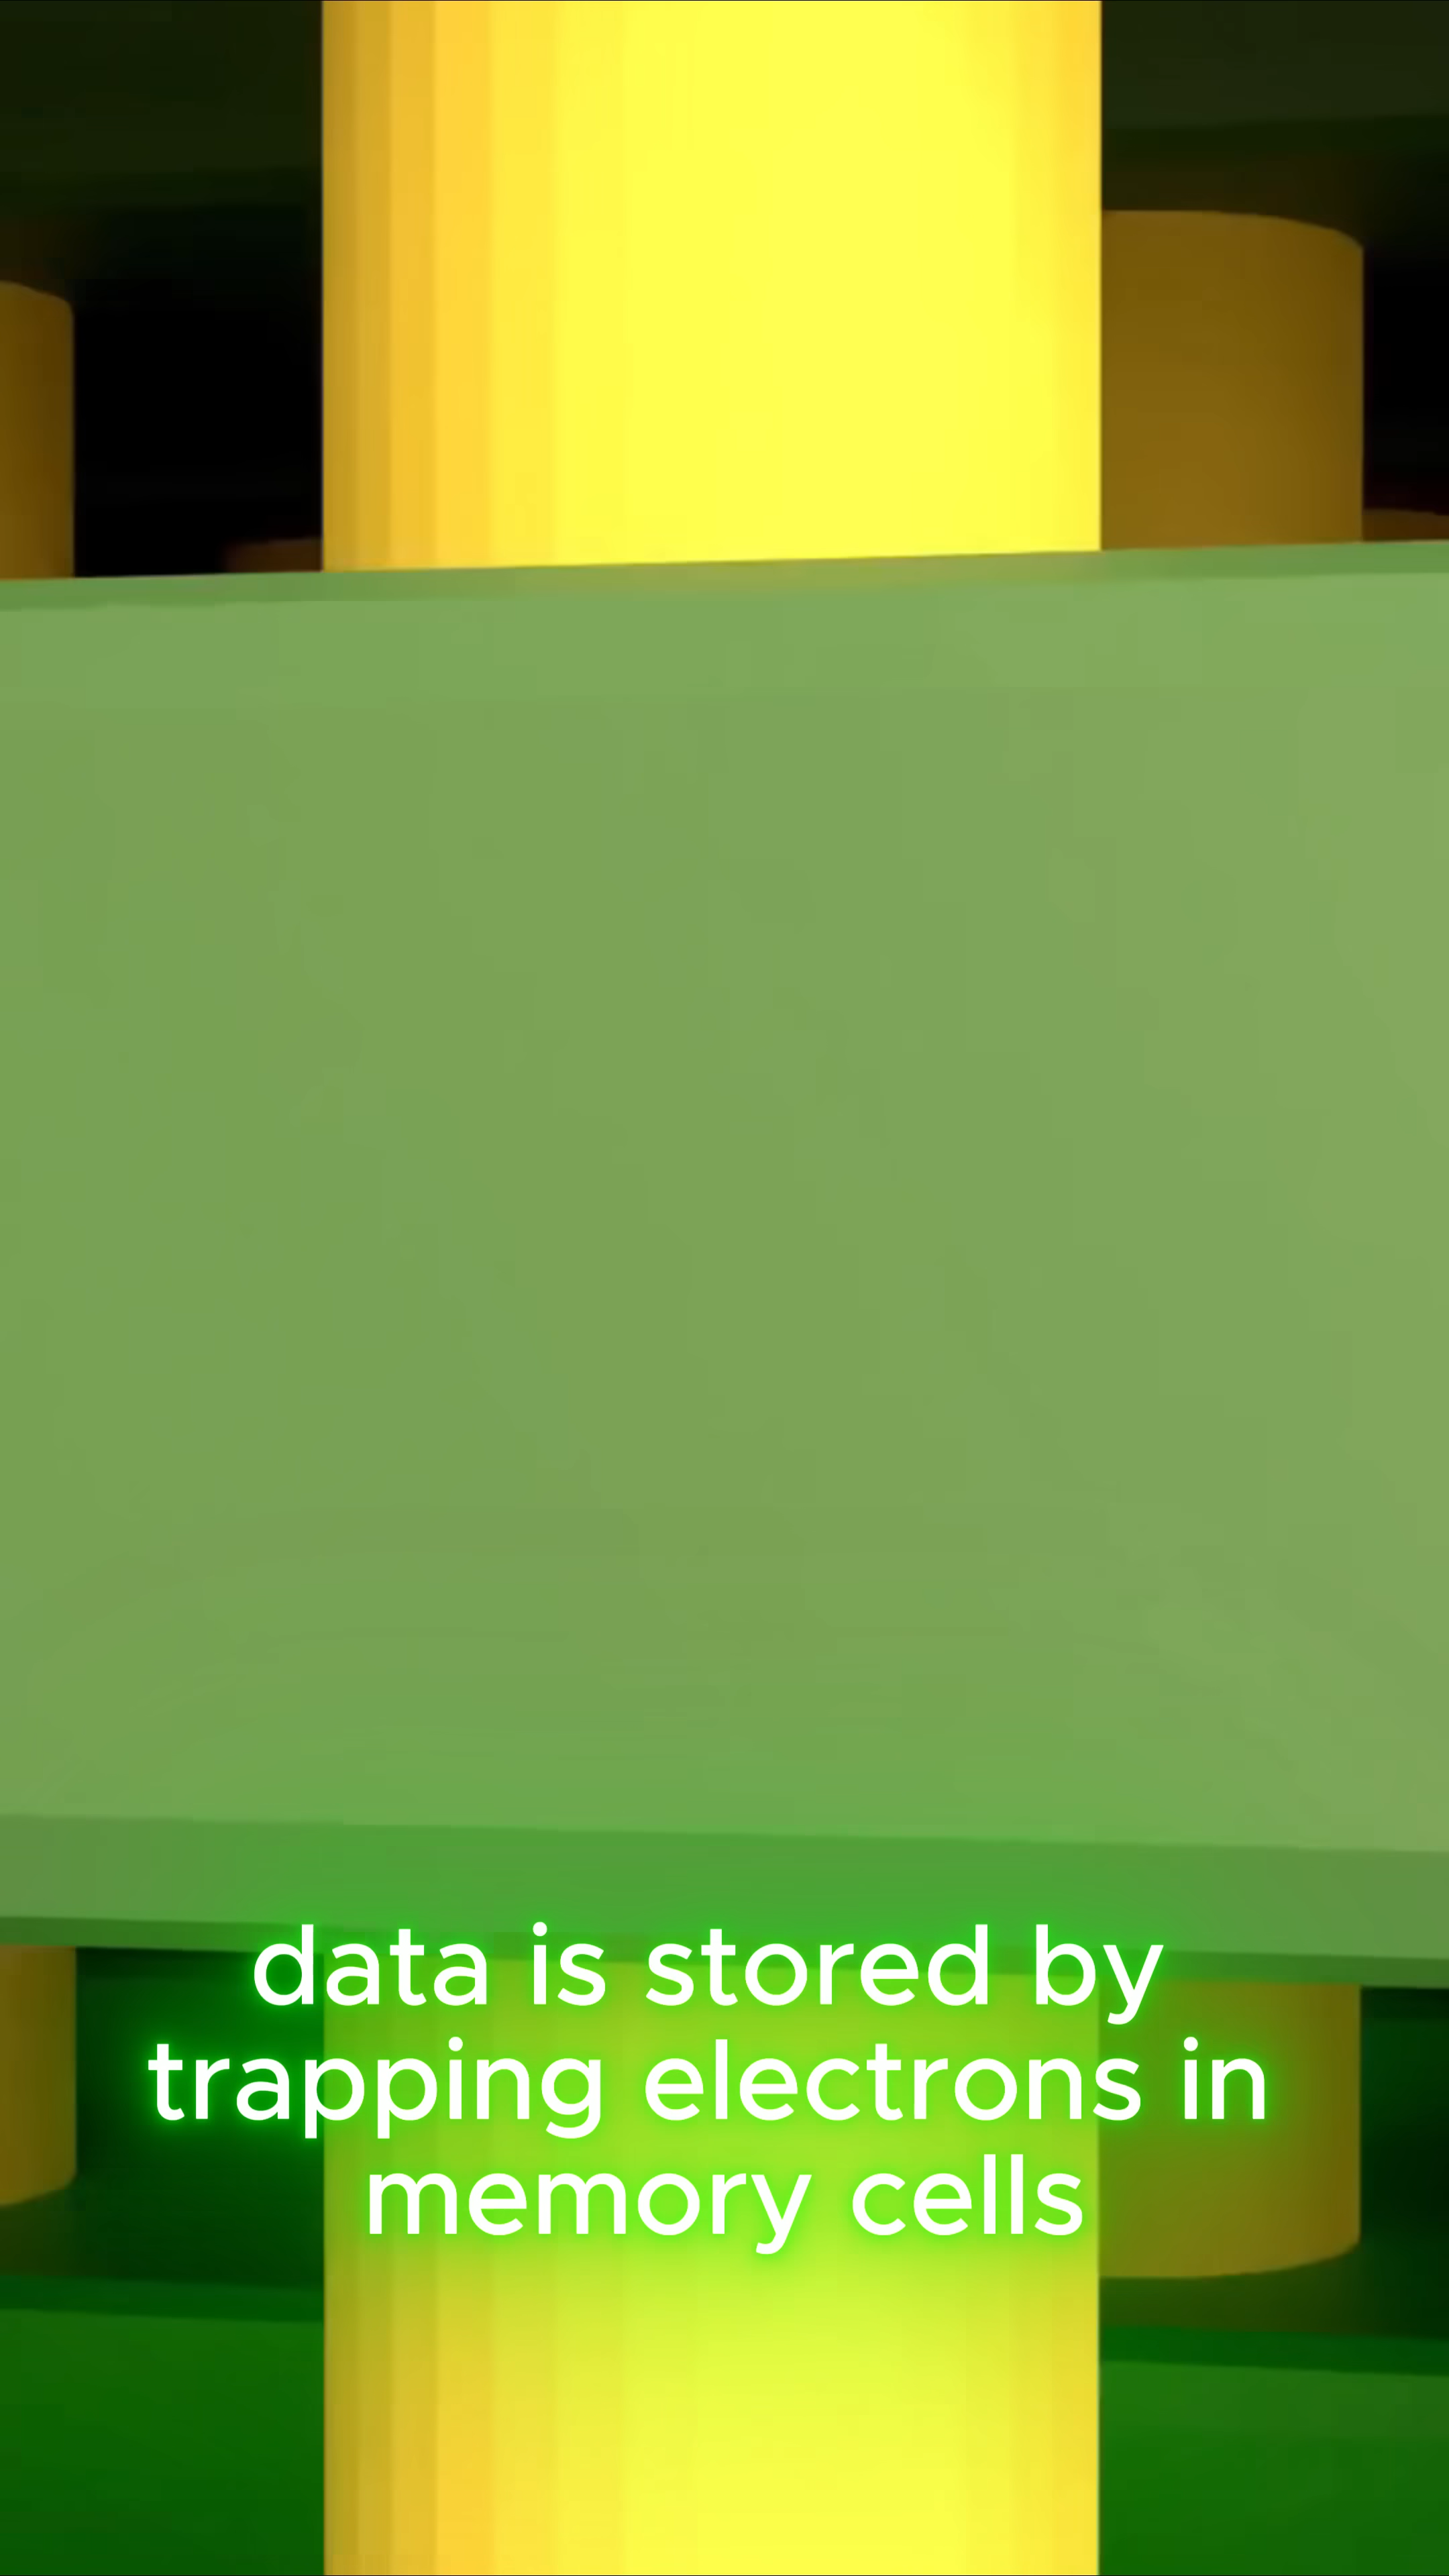 data is stored by
trapping electrons in
memory cells